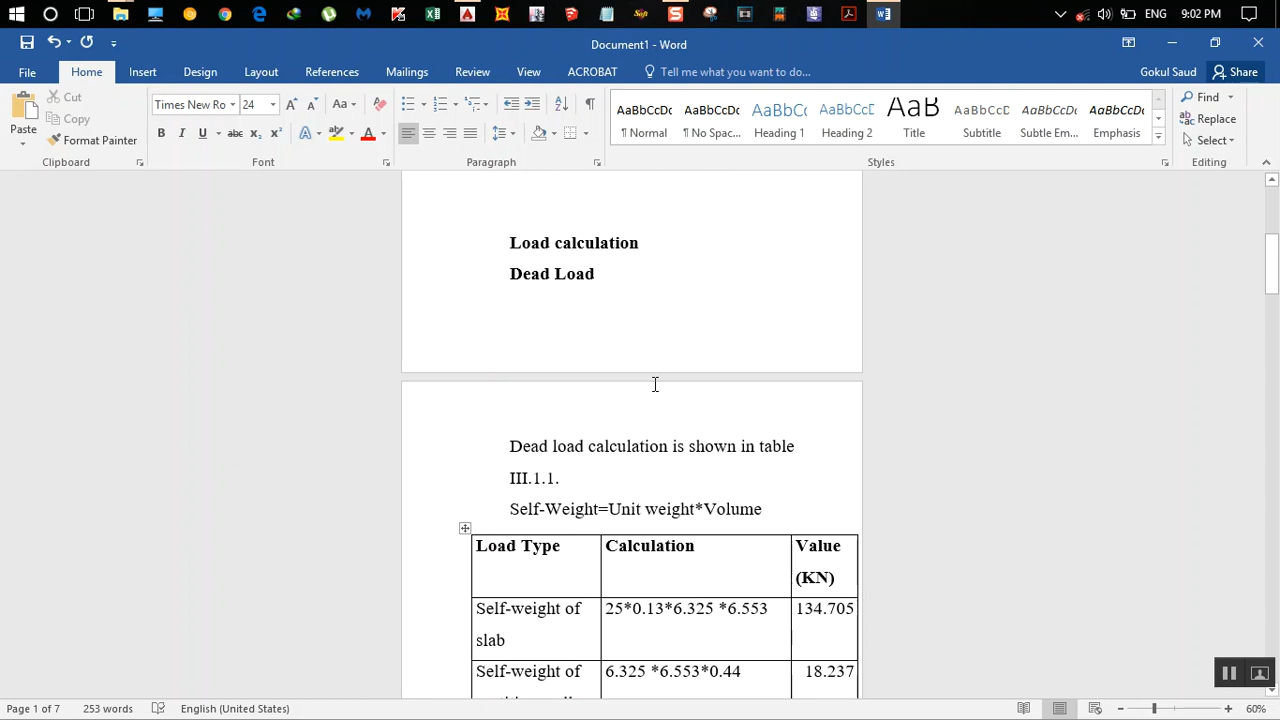 ENG 5:02 PM
Document1 - Word
File Home Insert Design Layout References Mailings Review View ACROBAT Tell me what you want to do... Gokul Saud Share
Paste
Cut
Copy
Format Painter
Clipboard
Times New Ro 24
Font
Paragraph
AaBbCcDc ¶ Normal
AaBbCcDc ¶ No Spac...
AaBbCc Heading 1
AaBbCcC Heading 2
AaB Title
AaBbCcC Subtitle
AaBbCcDc Subtle Em...
AaBbCcDc Emphasis
Styles
Find
Replace
Select
Editing
Load calculation
Dead Load
Dead load calculation is shown in table
III.1.1.
Self-Weight=Unit weight*Volume
Load Type Calculation Value
(KN)
Self-weight of 25*0.13*6.325 *6.553 134.705
slab
Self-weight of 6.325 *6.553*0.44 18.237
Page 1 of 7 253 words English (United States) 60%